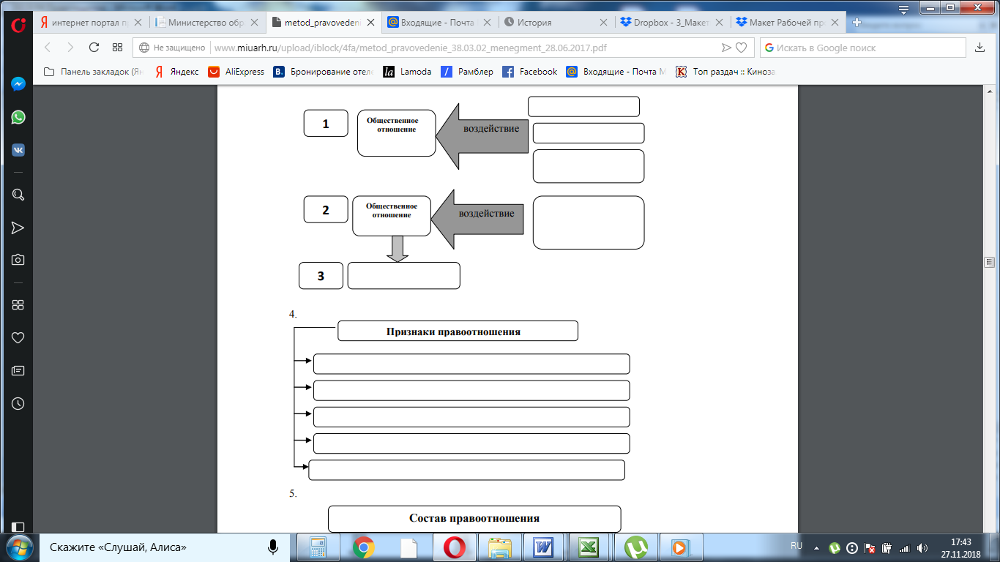 интернет портал п
Министерство обр
metod_pravoveden
Входящие - Почта
История
Dropbox - 3_Макет
Макет Рабочей пр
Не защищено
www.miuarh.ru/upload/iblock/4fa/metod_pravovedenie_38.03.02_menegment_28.06.2017.pdf
Искать в Google поиск
Панель закладок (Ян
Яндекс
AliExpress
Бронирование отеле
Lamoda
Рамблер
Facebook
Входящие - Почта М
Топ раздач :: Киноза
1
Общественное
отношение
воздействие
2
Общественное
отношение
воздействие
3
4.
Признаки правоотношения
5.
Состав правоотношения
Скажите «Слушай, Алиса»
RU
17:43
27.11.2018